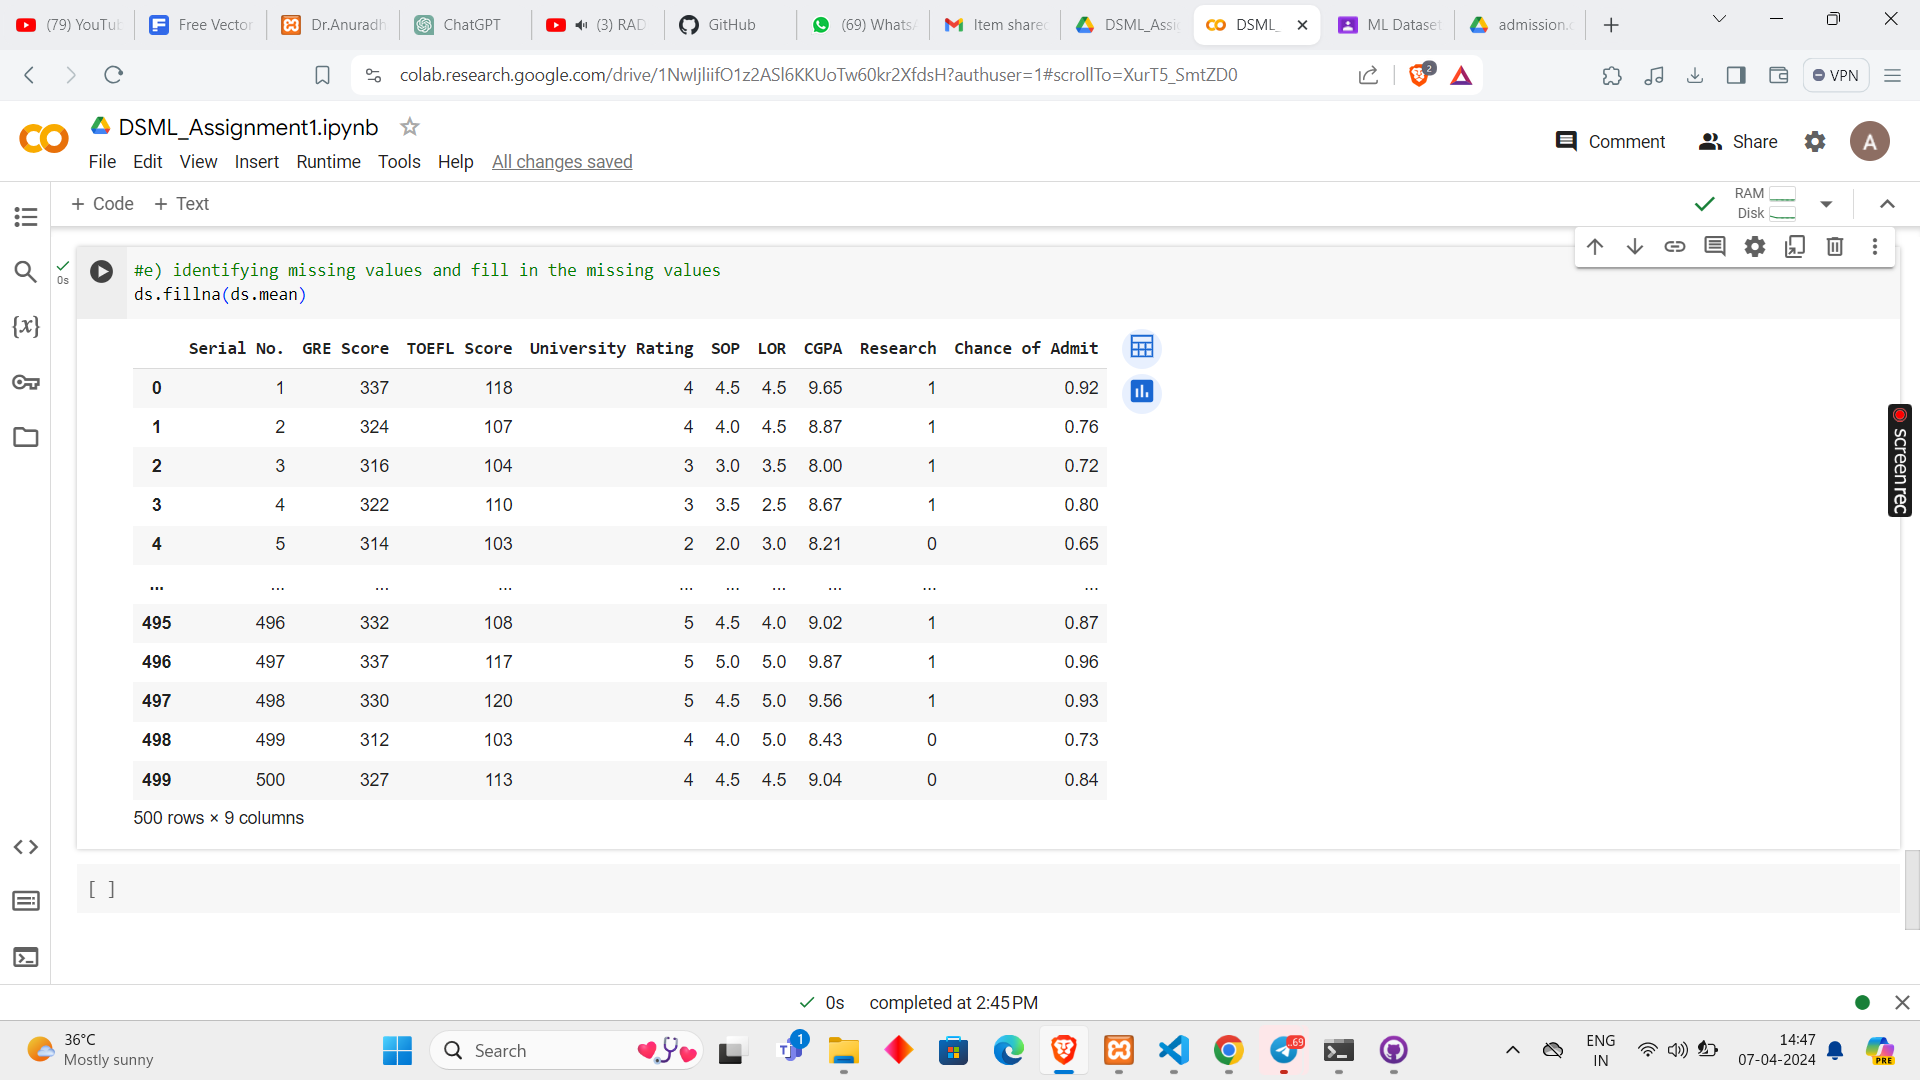 (79) YouTub
Free Vector
Dr.Anuradh
ChatGPT
(3) RAD
GitHub
(69) Whats
Item share
DSML_Assi
DSML_
ML Dataset
admission.c
colab.research.google.com/drive/1NwIjliifO1z2ASl6KKUoTw60kr2XfdsH?authuser=1#scrollTo=XurT5_SmtZD0
2
VPN
DSML_Assignment1.ipynb
Comment
Share
A
File Edit View Insert Runtime Tools Help All changes saved
+ Code + Text
RAM
Disk
0s
#e) identifying missing values and fill in the missing values
ds.fillna(ds.mean)
{x}
Serial No. GRE Score TOEFL Score University Rating SOP LOR CGPA Research Chance of Admit
0 1 337 118 4 4.5 4.5 9.65 1 0.92
1 2 324 107 4 4.0 4.5 8.87 1 0.76
2 3 316 104 3 3.0 3.5 8.00 1 0.72
3 4 322 110 3 3.5 2.5 8.67 1 0.80
4 5 314 103 2 2.0 3.0 8.21 0 0.65
... ... ... ... ... ... ... ... ... ...
495 496 332 108 5 4.5 4.0 9.02 1 0.87
496 497 337 117 5 5.0 5.0 9.87 1 0.96
497 498 330 120 5 4.5 5.0 9.56 1 0.93
498 499 312 103 4 4.0 5.0 8.43 0 0.73
499 500 327 113 4 4.5 4.5 9.04 0 0.84
500 rows × 9 columns
screenrec
[ ]
0s completed at 2:45 PM
36°C
Mostly sunny
Search
1
69
ENG
IN
14:47
07-04-2024
PRE